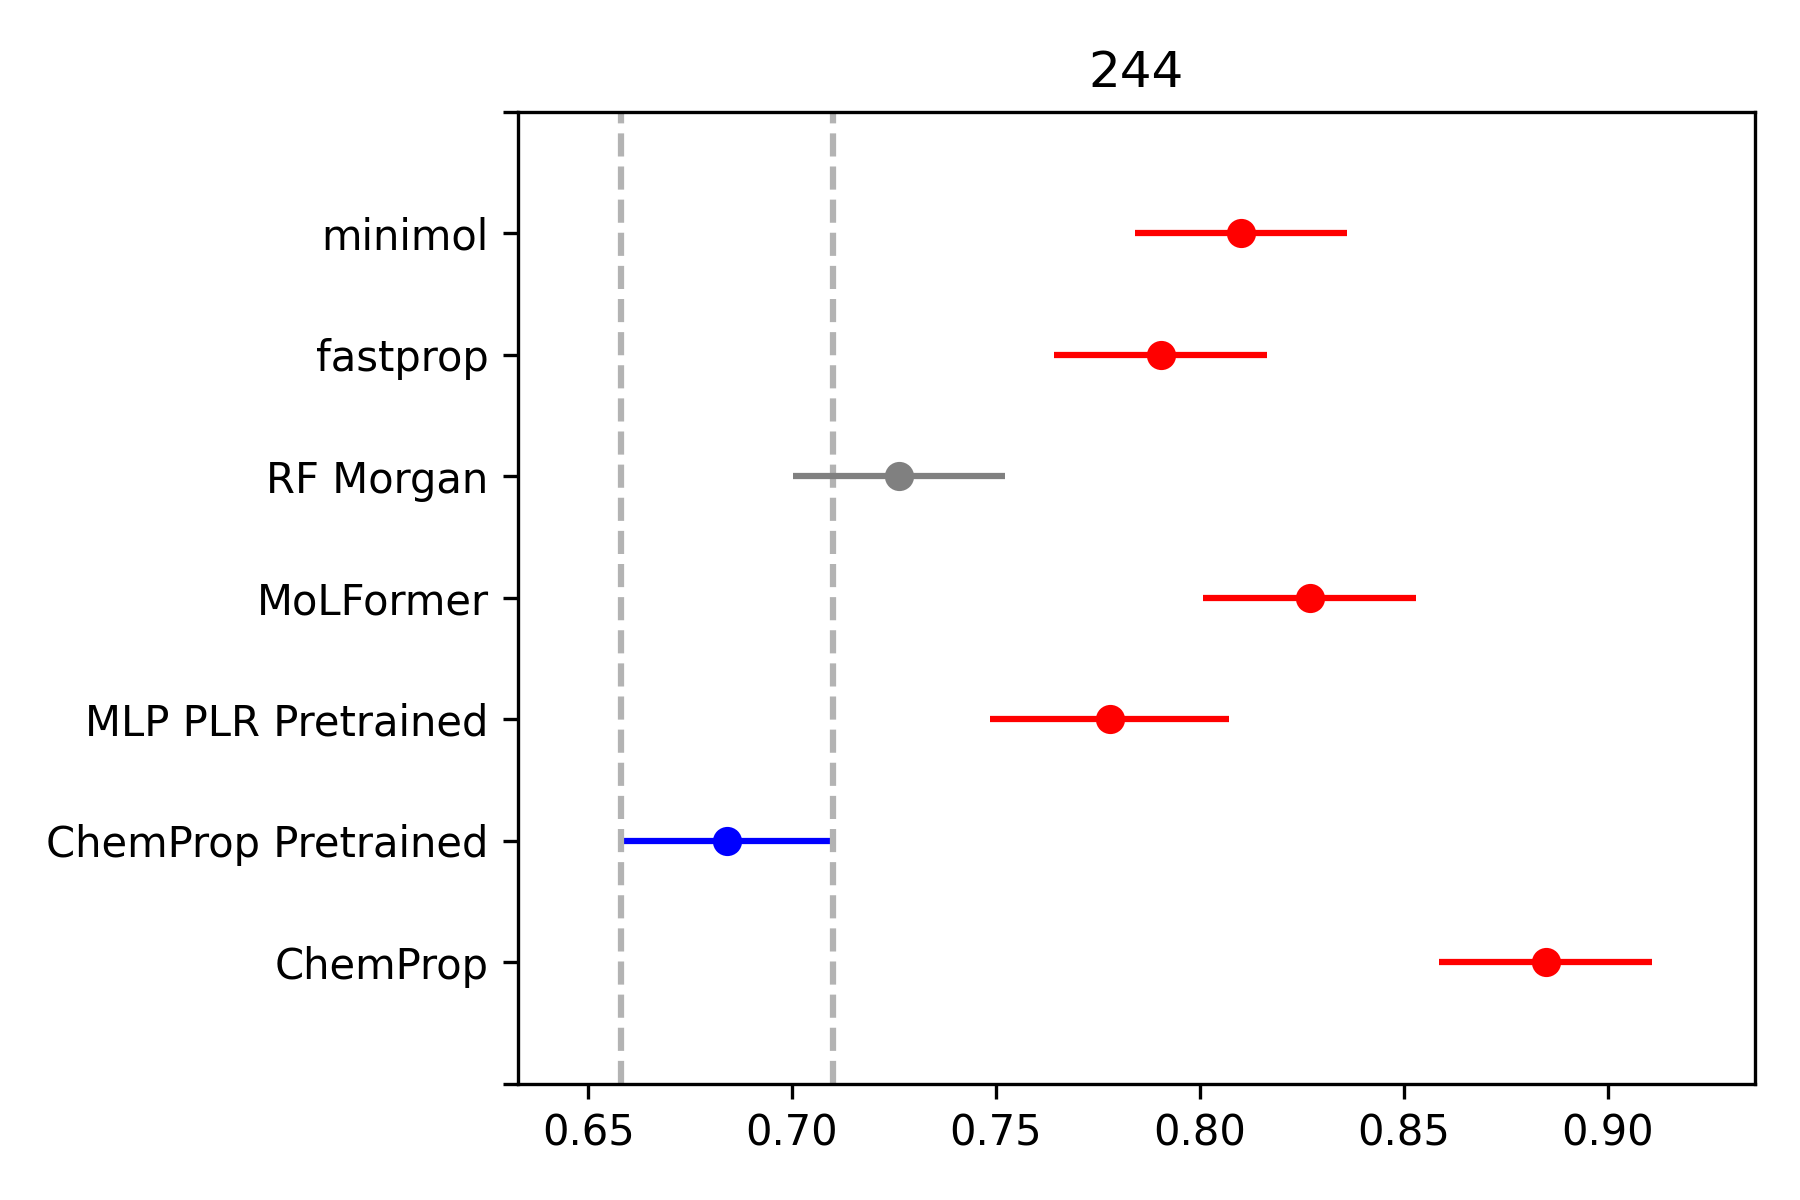 244
minimol
fastprop
RF Morgan
MoLFormer
MLP PLR Pretrained
ChemProp Pretrained
ChemProp
0.65 0.70 0.75 0.80 0.85 0.90